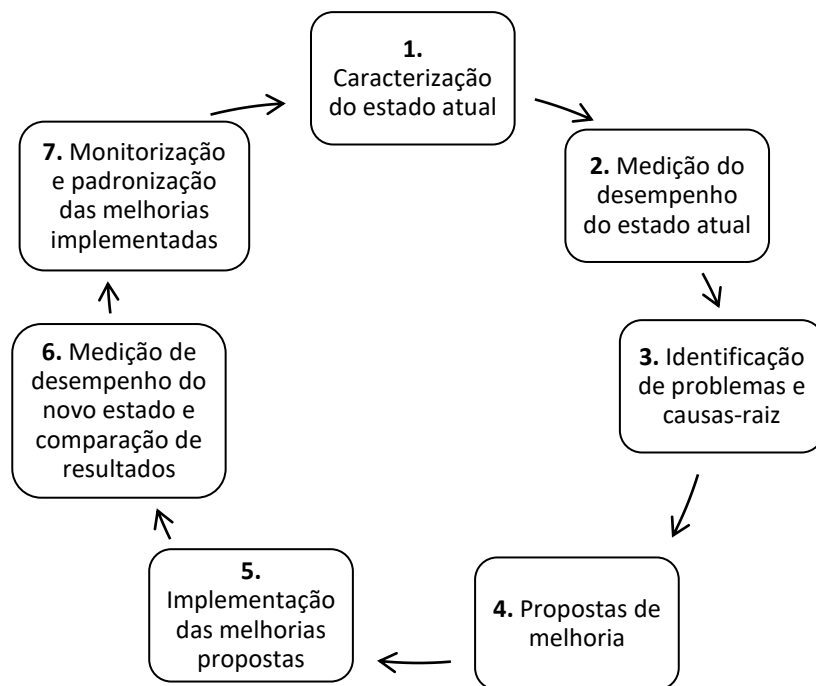 1.
Caracterização
do estado atual
2. Medição do
desempenho
do estado atual
3. Identificação
de problemas e
causas-raiz
4. Propostas de
melhoria
5.
Implementação
das melhorias
propostas
6. Medição de
desempenho do
novo estado e
comparação de
resultados
7. Monitorização
e padronização
das melhorias
implementadas